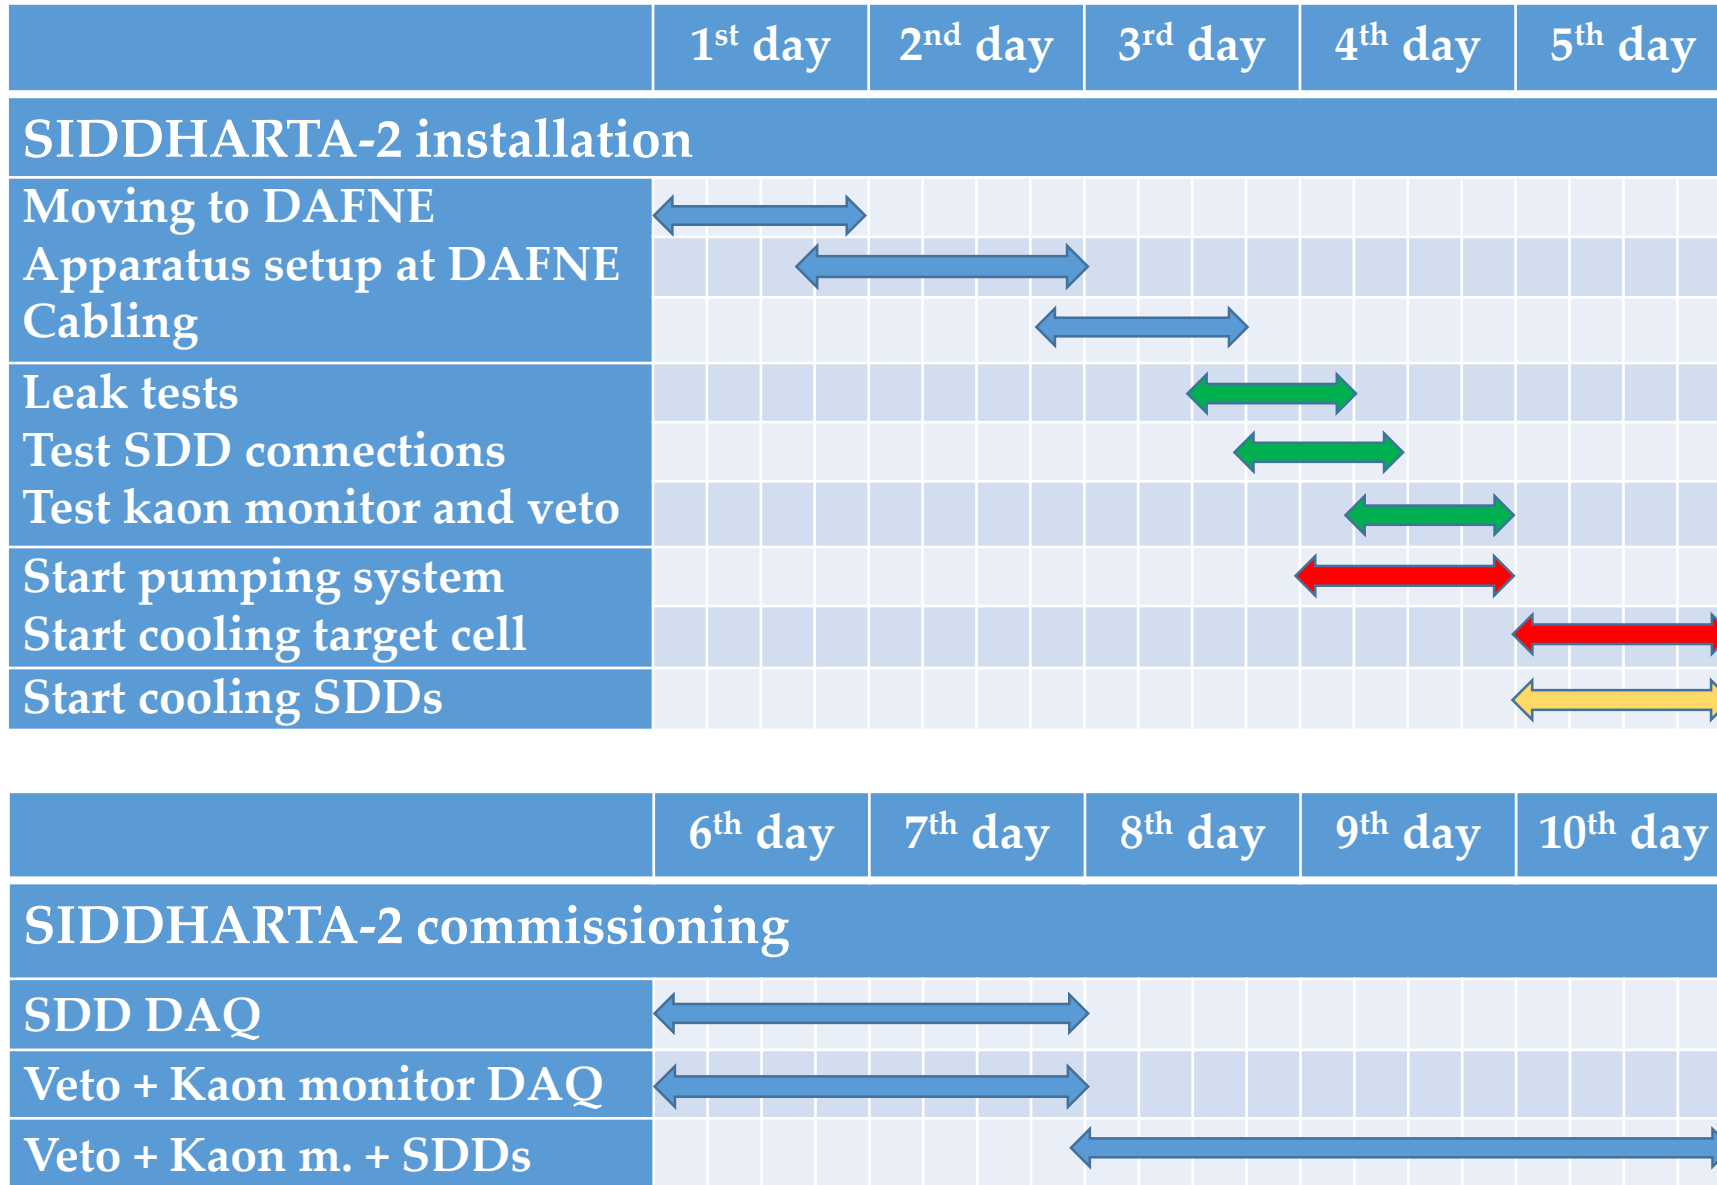 1st day 2nd day 3rd day 4th day 5th day
SIDDHARTA-2 installation
Moving to DAFNE
Apparatus setup at DAFNE
Cabling
Leak tests
Test SDD connections
Test kaon monitor and veto
Start pumping system
Start cooling target cell
Start cooling SDDs
6th day 7th day 8th day 9th day 10th day
SIDDHARTA-2 commissioning
SDD DAQ
Veto + Kaon monitor DAQ
Veto + Kaon m. + SDDs